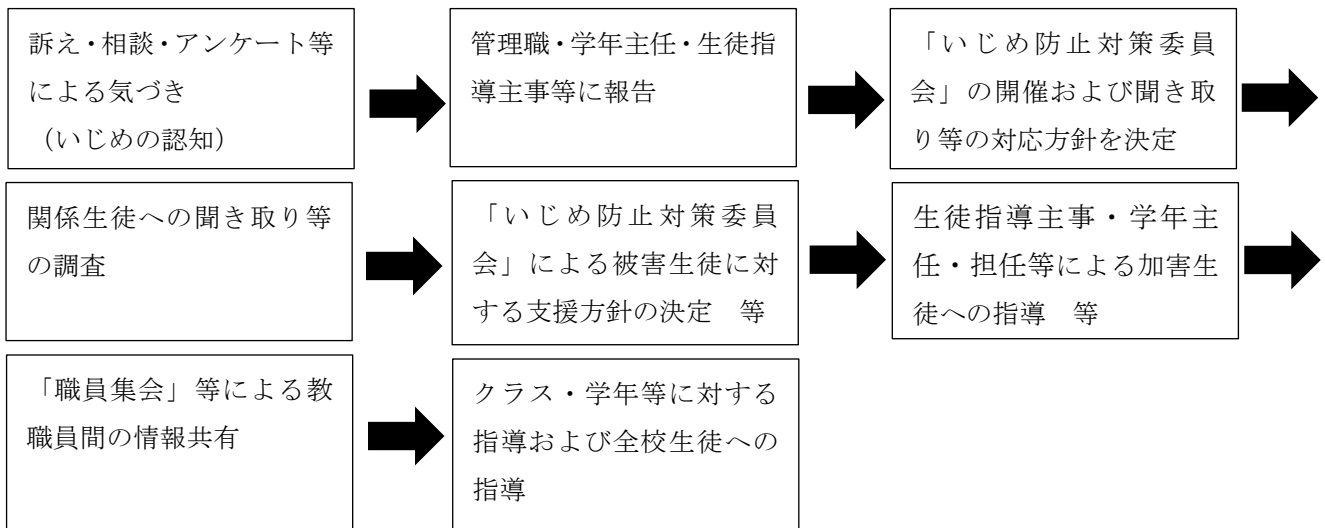 訴え・相談・アンケート等
による気づき
（いじめの認知）
管理職・学年主任・生徒指
導主事等に報告
「いじめ防止対策委員
会」の開催および聞き取
り等の対応方針を決定
関係生徒への聞き取り等
の調査
「いじめ防止対策委員
会」による被害生徒に対
する支援方針の決定　等
生徒指導主事・学年主
任・担任等による加害生
徒への指導　等
「職員集会」等による教
職員間の情報共有
クラス・学年等に対する
指導および全校生徒への
指導